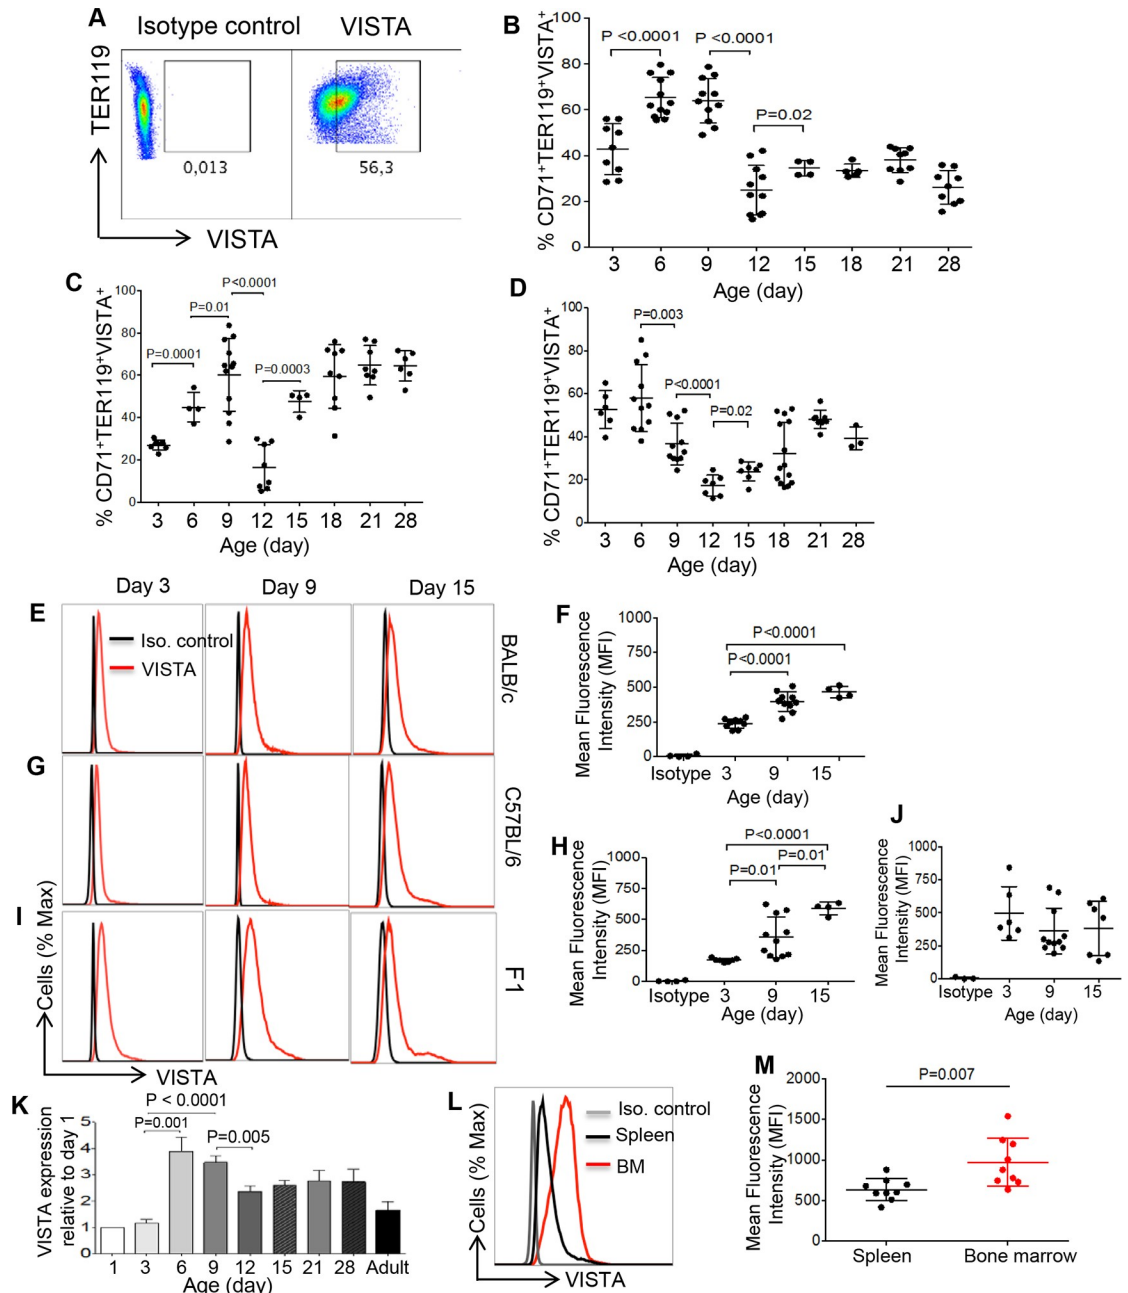 A
Isotype control
VISTA
TER119
0,013
56,3
VISTA
B
% CD71+TER119+VISTA+
100
80
60
40
20
0
P <0.0001
P <0.0001
P=0.02
3 6 9 12 15 18 21 28
Age (day)
C
% CD71+TER119+VISTA+
100
80
60
40
20
0
P=0.0001
P=0.01
P<0.0001
P=0.0003
3 6 9 12 15 18 21 28
Age (day)
D
% CD71+TER119+VISTA+
100
80
60
40
20
0
P=0.003
P<0.0001
P=0.02
3 6 9 12 15 18 21 28
Age (day)
E
Day 3
Day 9
Day 15
Iso. control
VISTA
BALB/c
F
Mean Fluorescence
Intensity (MFI)
1000
750
500
250
0
P<0.0001
P<0.0001
Isotype 3 9 15
Age (day)
G
C57BL/6
H
Mean Fluorescence
Intensity (MFI)
1000
750
500
250
0
P<0.0001
P=0.01
P=0.01
Isotype 3 9 15
Age (day)
I
F1
Cells (% Max)
VISTA
J
Mean Fluorescence
Intensity (MFI)
1000
750
500
250
0
Isotype 3 9 15
Age (day)
K
VISTA expression
relative to day 1
5
4
3
2
1
0
P < 0.0001
P=0.001
P=0.005
1 3 6 9 12 15 21 28 Adult
Age (day)
L
Cells (% Max)
Iso. control
Spleen
BM
VISTA
M
Mean Fluorescence
Intensity (MFI)
2000
1500
1000
500
0
P=0.007
Spleen
Bone marrow